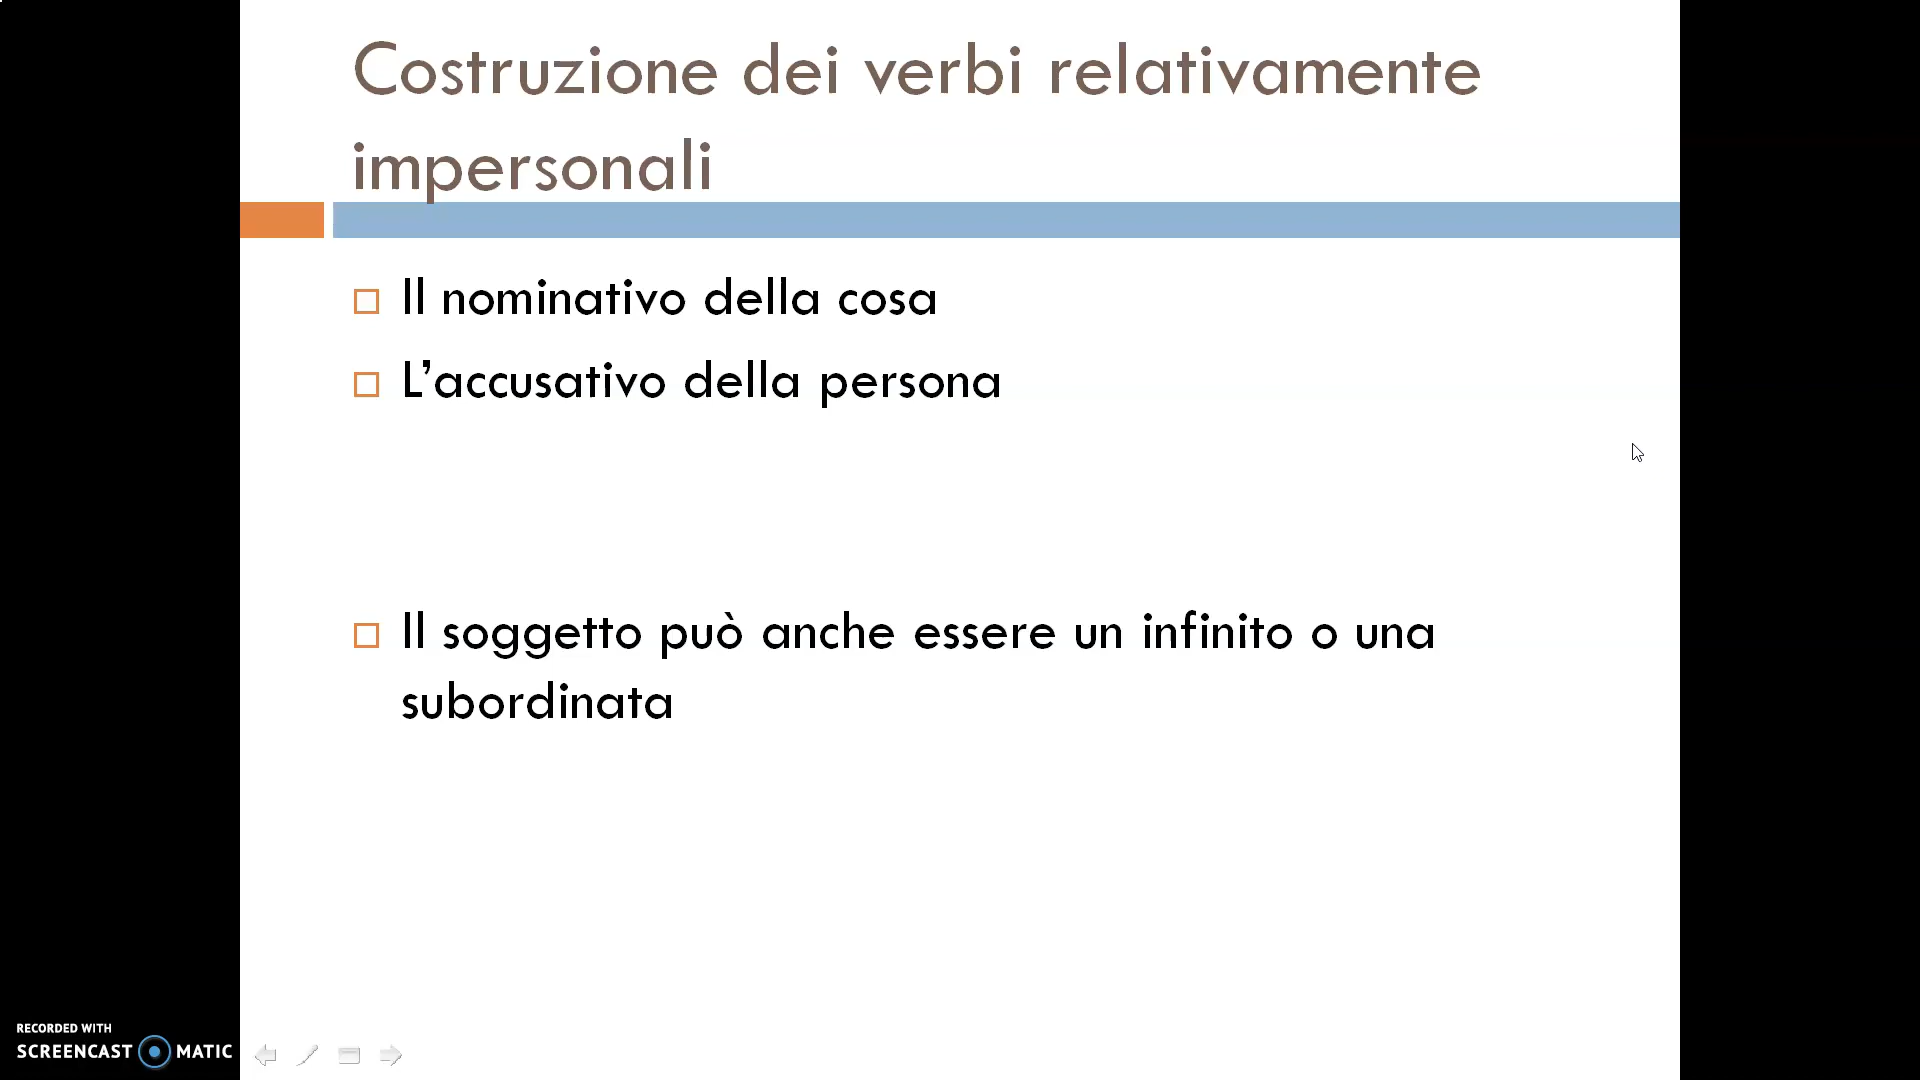 Costruzione dei verbi relativamente
impersonali
Il nominativo della cosa
L’accusativo della persona
Il soggetto può anche essere un infinito o una
subordinata
RECORDED WITH
SCREENCAST MATIC